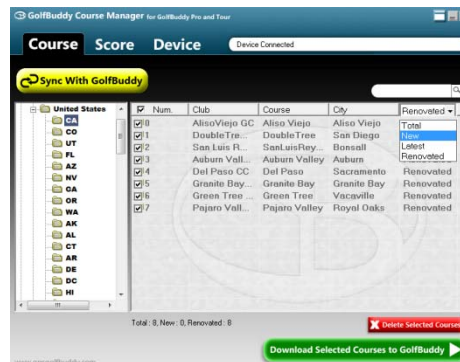 GolfBuddy Course Manager for GolfBuddy Pro and Tour
Course Score Device Device Connected
Sync With GolfBuddy
United States
CA
CO
UT
FL
AZ
NV
GA
OR
WA
AK
AL
CT
AR
DE
DC
HI
Num. Club Course City Renovated
Total
New
Latest
Renovated
0 AlisoViejo GC Aliso Viejo Aliso Viejo
1 DoubleTre... DoubleTree San Diego
2 San Luis R... SanLuisRey... Bonsall
3 Auburn Vall... Auburn Valley Auburn
4 Del Paso CC Del Paso Sacramento Renovated
5 Granite Bay... Granite Bay Granite Bay Renovated
6 Green Tree ... Green Tree Vacaville Renovated
7 Pajaro Vall... Pajaro Valley Royal Oaks Renovated
Total : 8, New : 0, Renovated : 8
Delete Selected Courses
Download Selected Courses to GolfBuddy